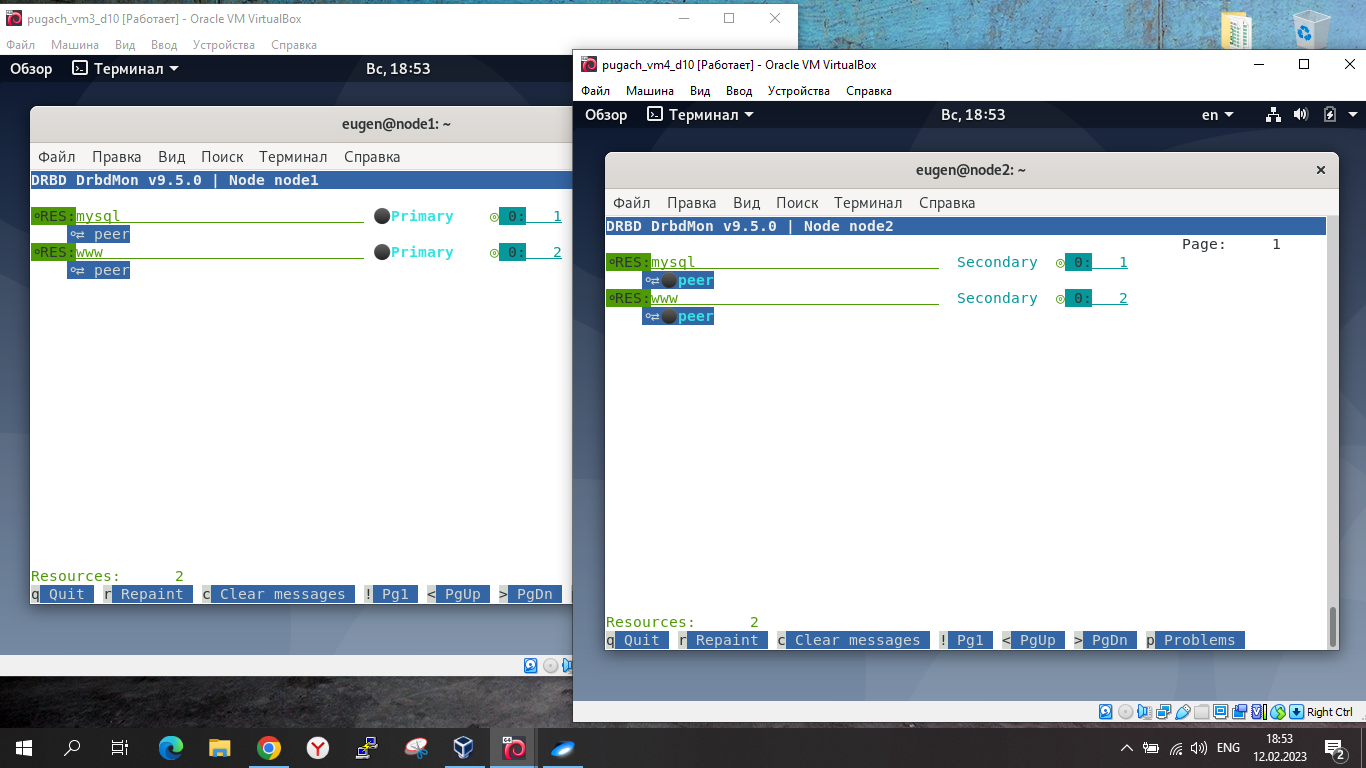 pugach_vm3_d10 [Работает] - Oracle VM VirtualBox
Файл Машина Вид Ввод Устройства Справка
Обзор Терминал Вс, 18:53
eugen@node1: ~
Файл Правка Вид Поиск Терминал Справка
DRBD DrbdMon v9.5.0 | Node node1
RES:mysql Primary 0: 1
peer
RES:www Primary 0: 2
peer
Resources: 2
q Quit r Repaint c Clear messages ! Pg1 < PgUp > PgDn
pugach_vm4_d10 [Работает] - Oracle VM VirtualBox
Файл Машина Вид Ввод Устройства Справка
Обзор Терминал Вс, 18:53 en
eugen@node2: ~
Файл Правка Вид Поиск Терминал Справка
DRBD DrbdMon v9.5.0 | Node node2
Page: 1
RES:mysql Secondary 0: 1
peer
RES:www Secondary 0: 2
peer
Resources: 2
q Quit r Repaint c Clear messages ! Pg1 < PgUp > PgDn p Problems
Right Ctrl
ENG
18:53
12.02.2023
2